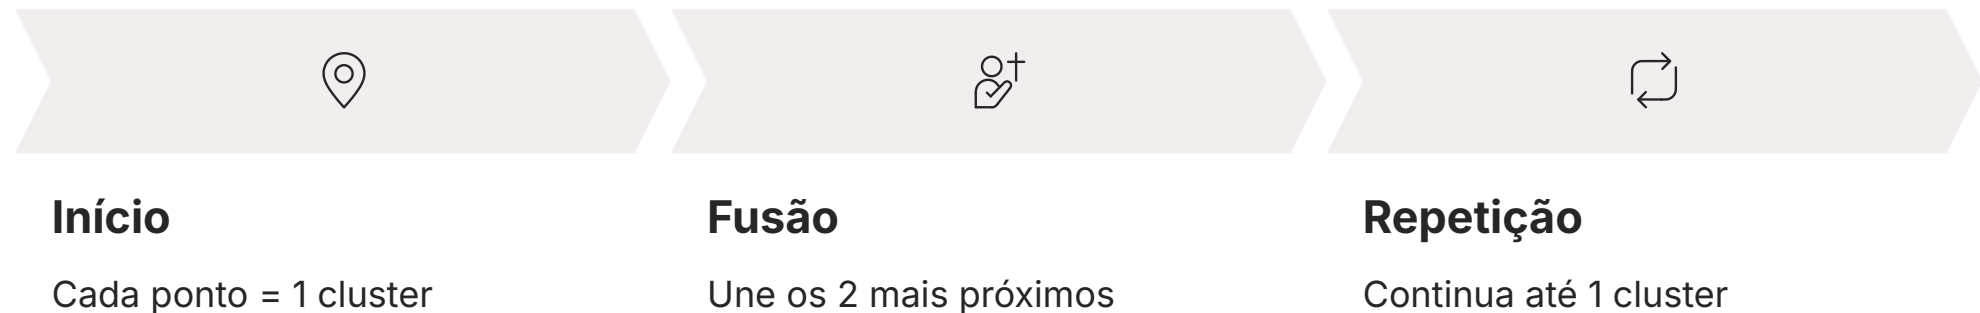 Início
Cada ponto = 1 cluster
Fusão
Une os 2 mais próximos
Repetição
Continua até 1 cluster